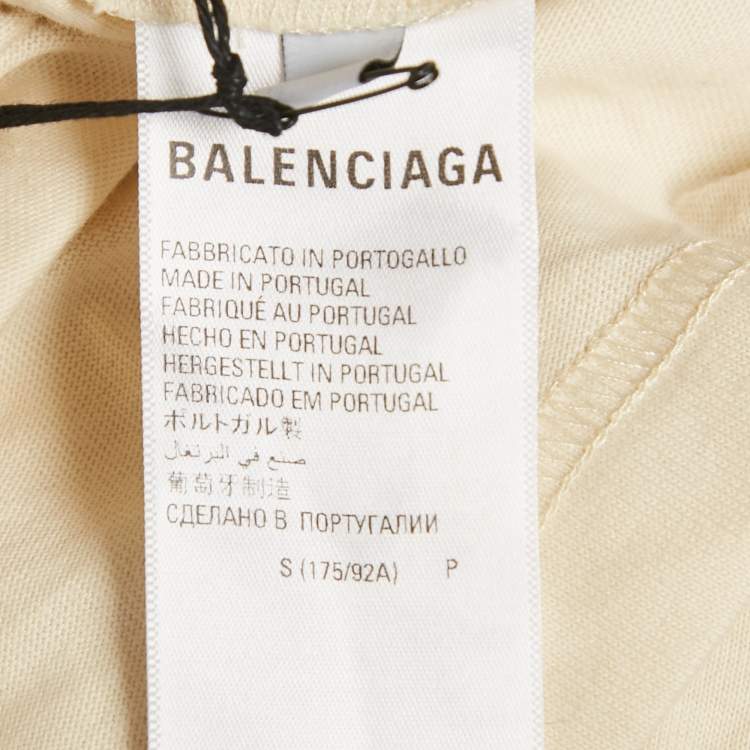 BALENCIAGA
FABBRICATO IN PORTOGALLO
MADE IN PORTUGAL
FABRIQUÉ AU PORTUGAL
HECHO EN PORTUGAL
HERGESTELLT IN PORTUGAL
FABRICADO EM PORTUGAL
ポルトガル製
صنع في البرتغال
葡萄牙制造
СДЕЛАНО В ПОРТУГАЛИИ
S (175/92A) P